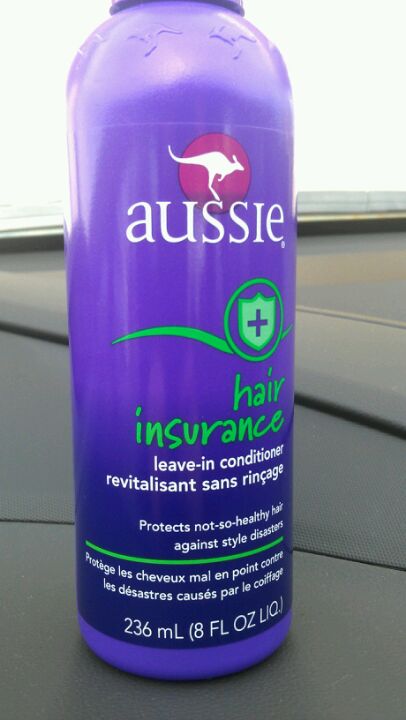 aussie®
hair
insurance
leave-in conditioner
revitalisant sans rinçage
Protects not-so-healthy hair
against style disasters
Protège les cheveux mal en point contre
les désastres causés par le coiffage
236 mL (8 FL OZ LIQ.)